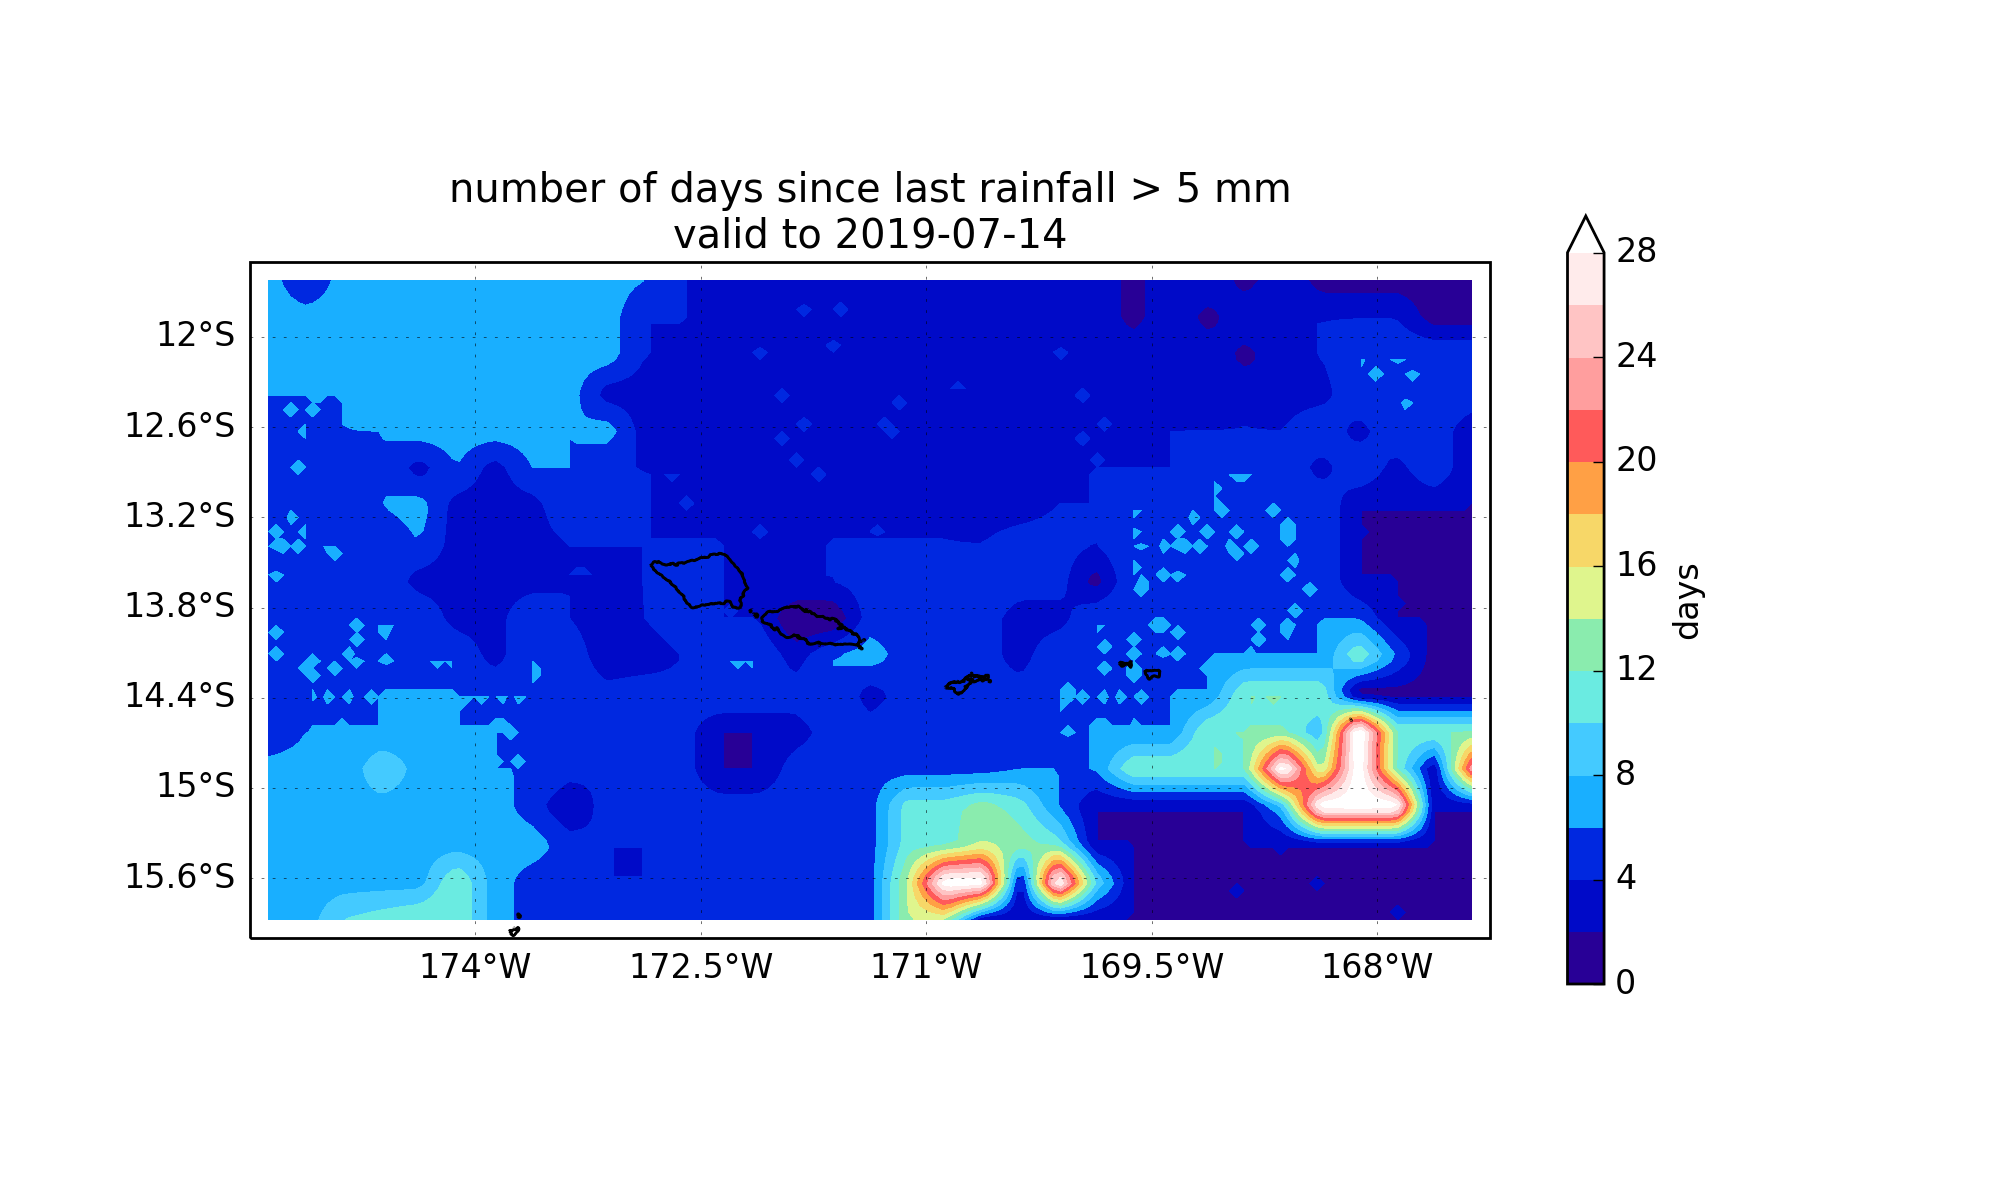 number of days since last rainfall > 5 mm
valid to 2019-07-14
12°S
12.6°S
13.2°S
13.8°S
14.4°S
15°S
15.6°S
174°W
172.5°W
171°W
169.5°W
168°W
28
24
20
16
12
8
4
0
days